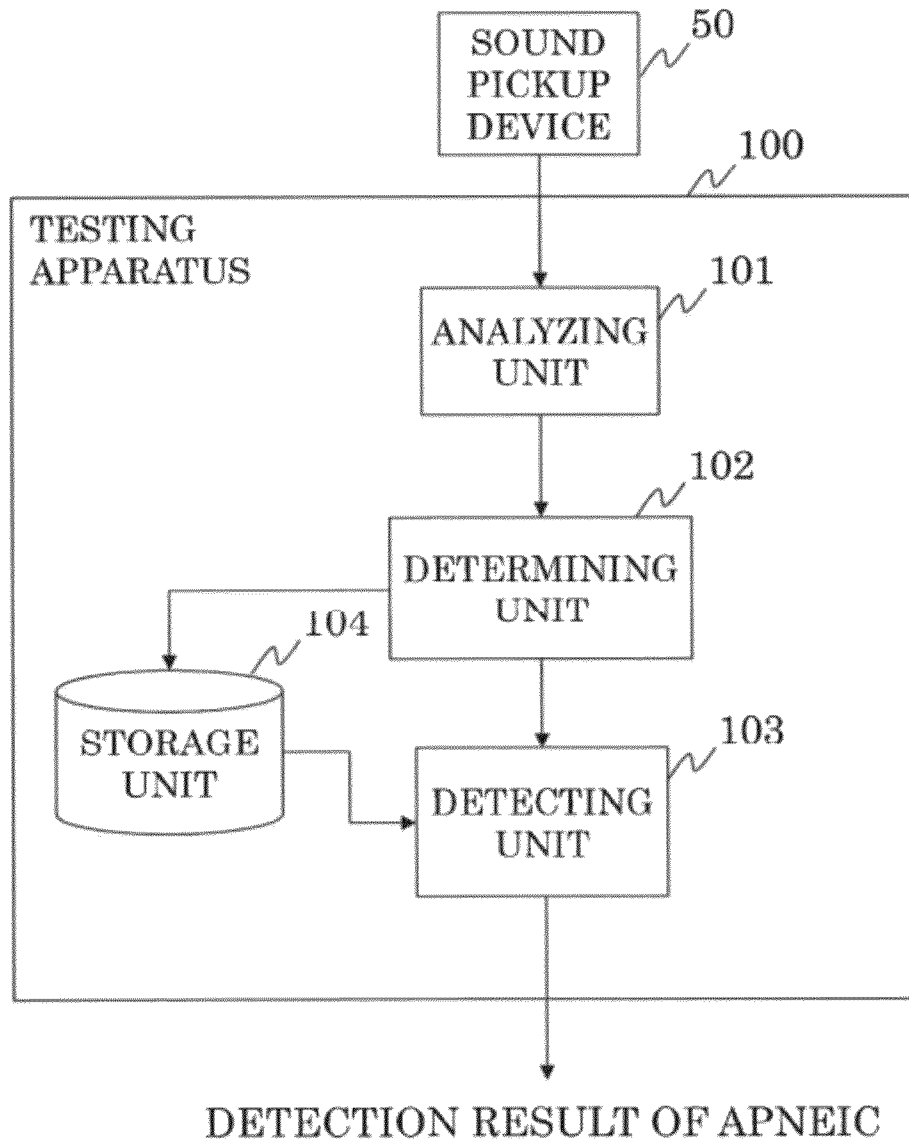 SOUND
PICKUP
DEVICE
50
100
TESTING
APPARATUS
101
ANALYZING
UNIT
102
DETERMINING
UNIT
104
STORAGE
UNIT
103
DETECTING
UNIT
DETECTION RESULT OF APNEIC